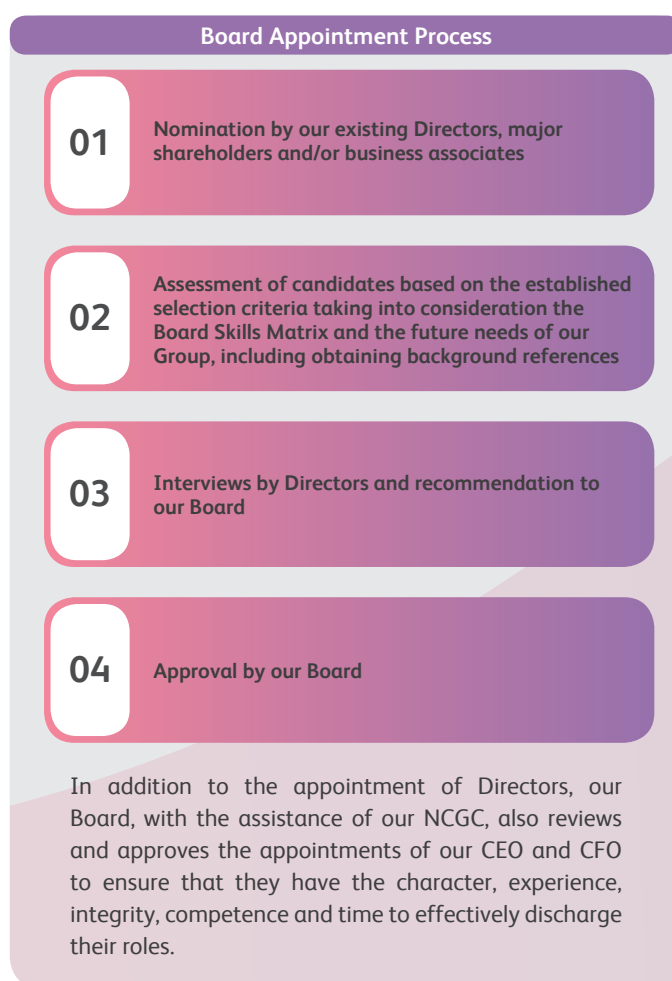 Board Appointment Process
01
Nomination by our existing Directors, major
shareholders and/or business associates
02
Assessment of candidates based on the established
selection criteria taking into consideration the
Board Skills Matrix and the future needs of our
Group, including obtaining background references
03
Interviews by Directors and recommendation to
our Board
04
Approval by our Board
In addition to the appointment of Directors, our
Board, with the assistance of our NCGC, also reviews
and approves the appointments of our CEO and CFO
to ensure that they have the character, experience,
integrity, competence and time to effectively discharge
their roles.